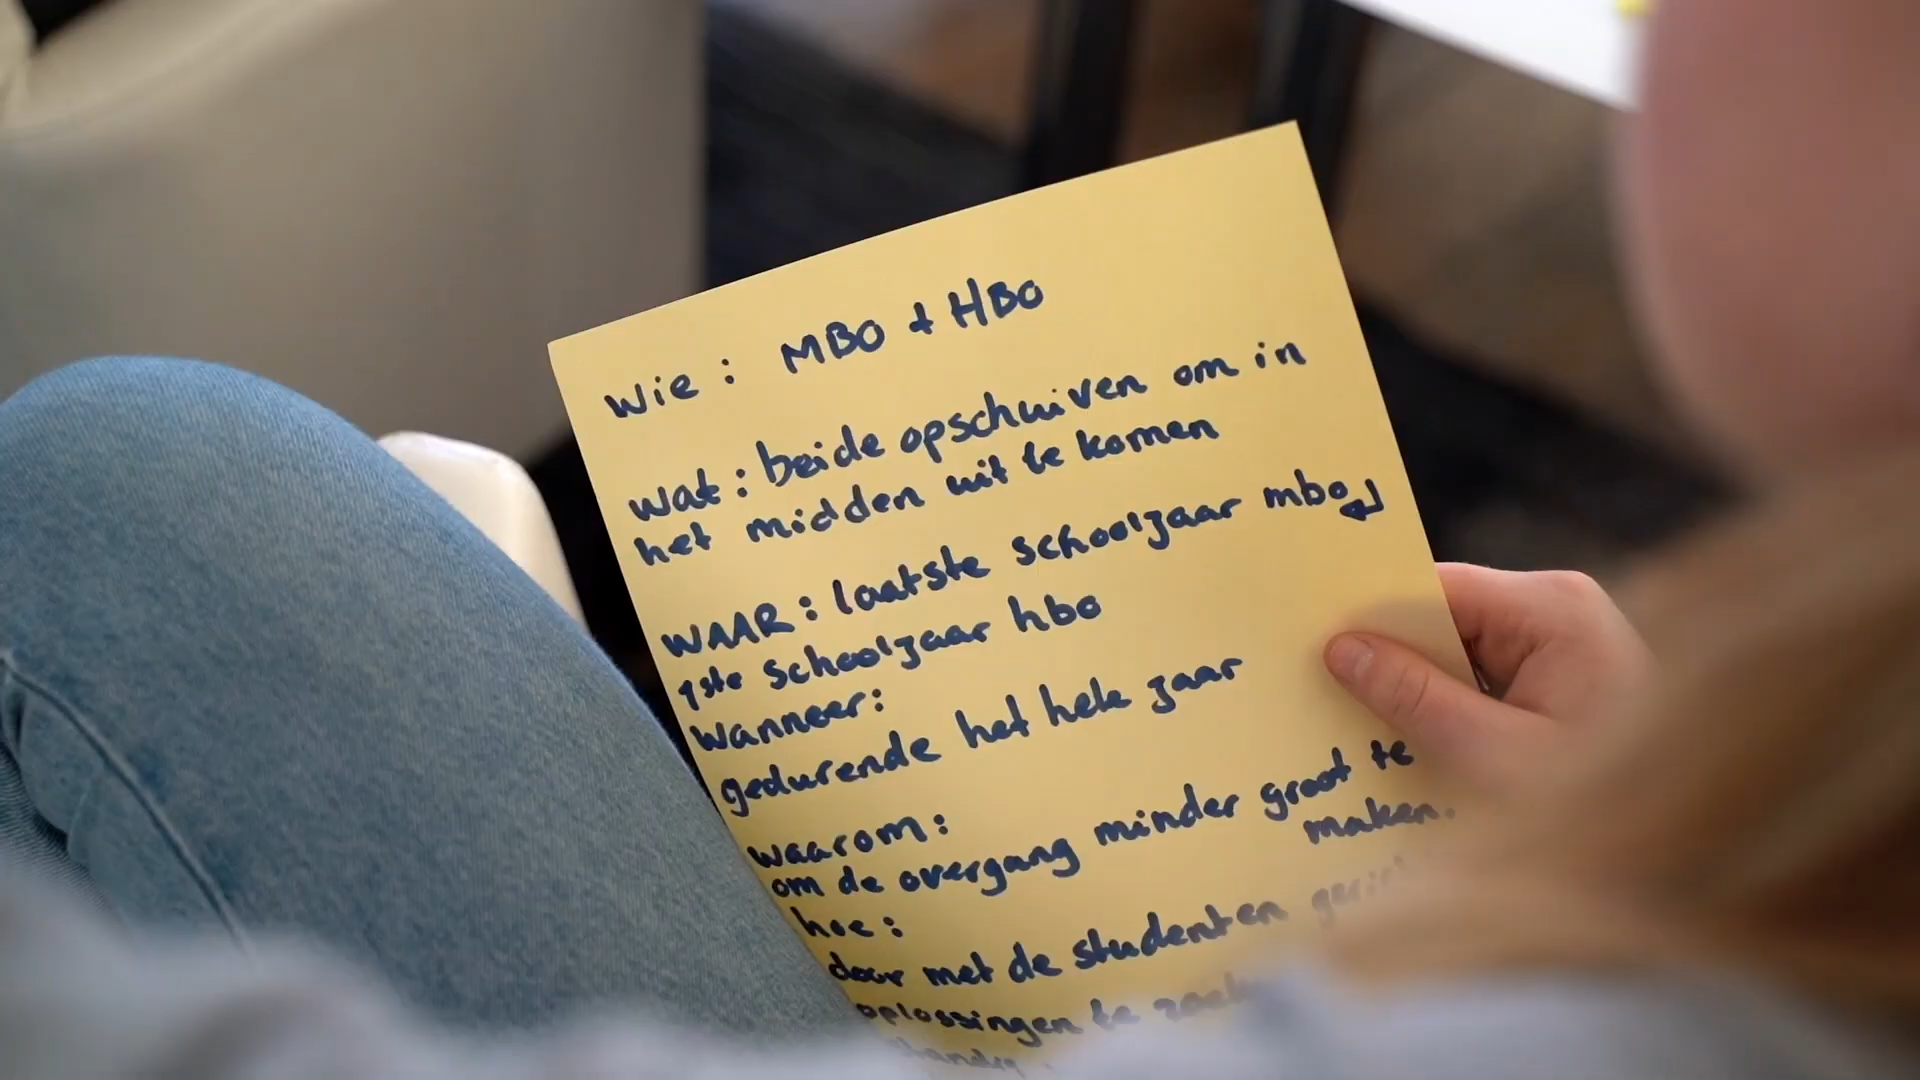 Wie : MBO + HBO
Wat : beide opschuiven om in
het midden uit te komen
WAAR : laatste schooljaar mbo
1ste schooljaar hbo
Wanneer:
gedurende het hele jaar
waarom:
om de overgang minder groot te
maken.
hoe:
door met de studenten
oplossingen te